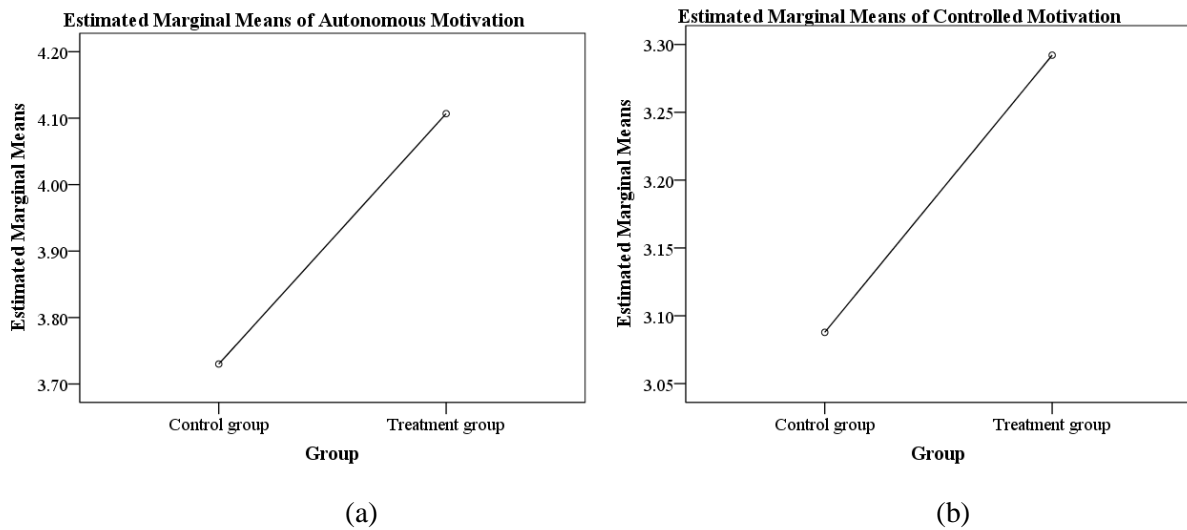 Estimated Marginal Means of Autonomous Motivation
Estimated Marginal Means
4.20
4.10
4.00
3.90
3.80
3.70
Control group
Treatment group
Group
(a)
Estimated Marginal Means of Controlled Motivation
Estimated Marginal Means
3.30
3.25
3.20
3.15
3.10
3.05
Control group
Treatment group
Group
(b)